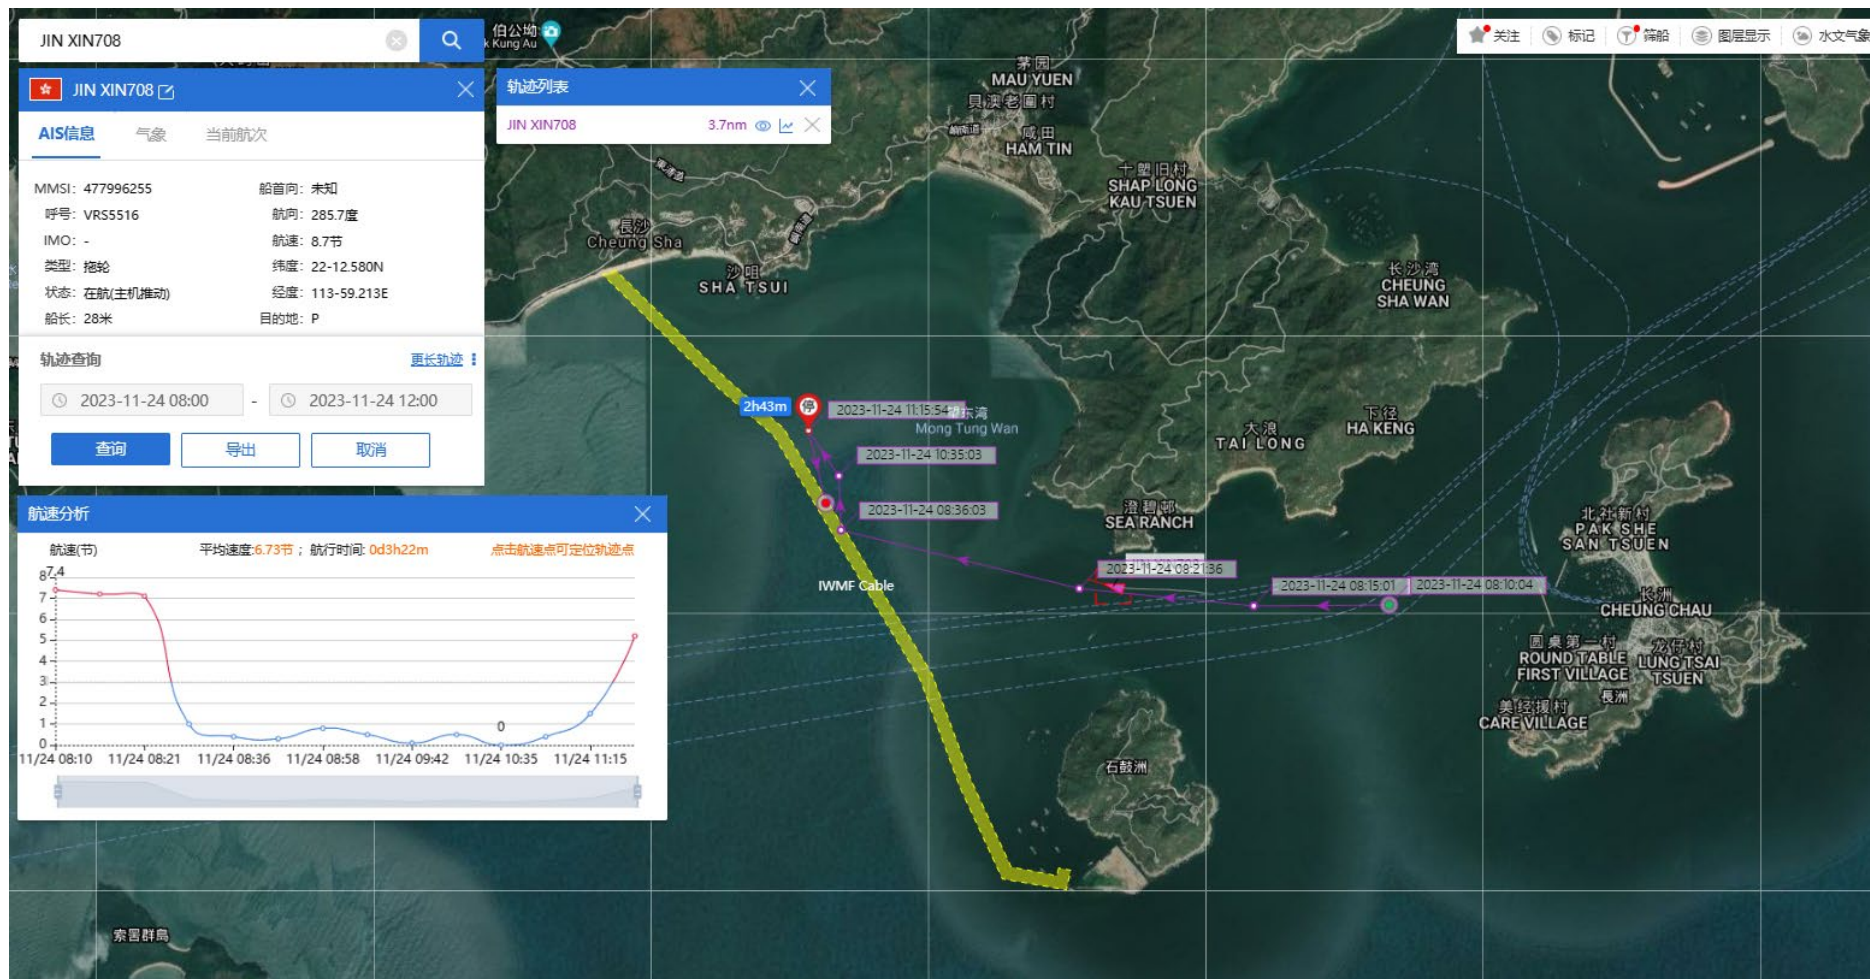 JIN XIN708
伯公坳
k Kung Au
关注
标记
筛船
图层显示
水文气象
JIN XIN708
AIS信息
气象
当前航次
MMSI: 477996255
船首向: 未知
呼号: VRS5516
航向: 285.7度
IMO: -
航速: 8.7节
类型: 拖轮
纬度: 22-12.580N
状态: 在航(主机推动)
经度: 113-59.213E
船长: 28米
目的地: P
轨迹查询
更长轨迹
2023-11-24 08:00 - 2023-11-24 12:00
查询
导出
取消
轨迹列表
JIN XIN708
3.7nm
茅园
MAU YUEN
貝澳老圍村
咸田
HAM TIN
十塱旧村
SHAP LONG
KAU TSUEN
長沙
Cheung Sha
沙咀
SHA TSUI
长沙湾
CHEUNG
SHA WAN
2h43m
停
2023-11-24 11:15:54
望东湾
Mong Tung Wan
大浪
TAI LONG
下径
HA KENG
2023-11-24 10:35:03
2023-11-24 08:36:03
澄碧邨
SEA RANCH
北社新村
PAK SHE
SAN TSUEN
2023-11-24 08:21:36
2023-11-24 08:15:01
2023-11-24 08:10:04
IWMF Cable
长洲
CHEUNG CHAU
圆桌第一村
ROUND TABLE
FIRST VILLAGE
龙仔村
LUNG TSAI
TSUEN
長洲
美经援村
CARE VILLAGE
石鼓洲
索罟群島
航速分析
航速(节)
平均速度:6.73节 ; 航行时间: 0d3h22m
点击航速点可定位轨迹点
8
7.4
7
6
5
4
3
2
1
0
0
11/24 08:10
11/24 08:21
11/24 08:36
11/24 08:58
11/24 09:42
11/24 10:35
11/24 11:15